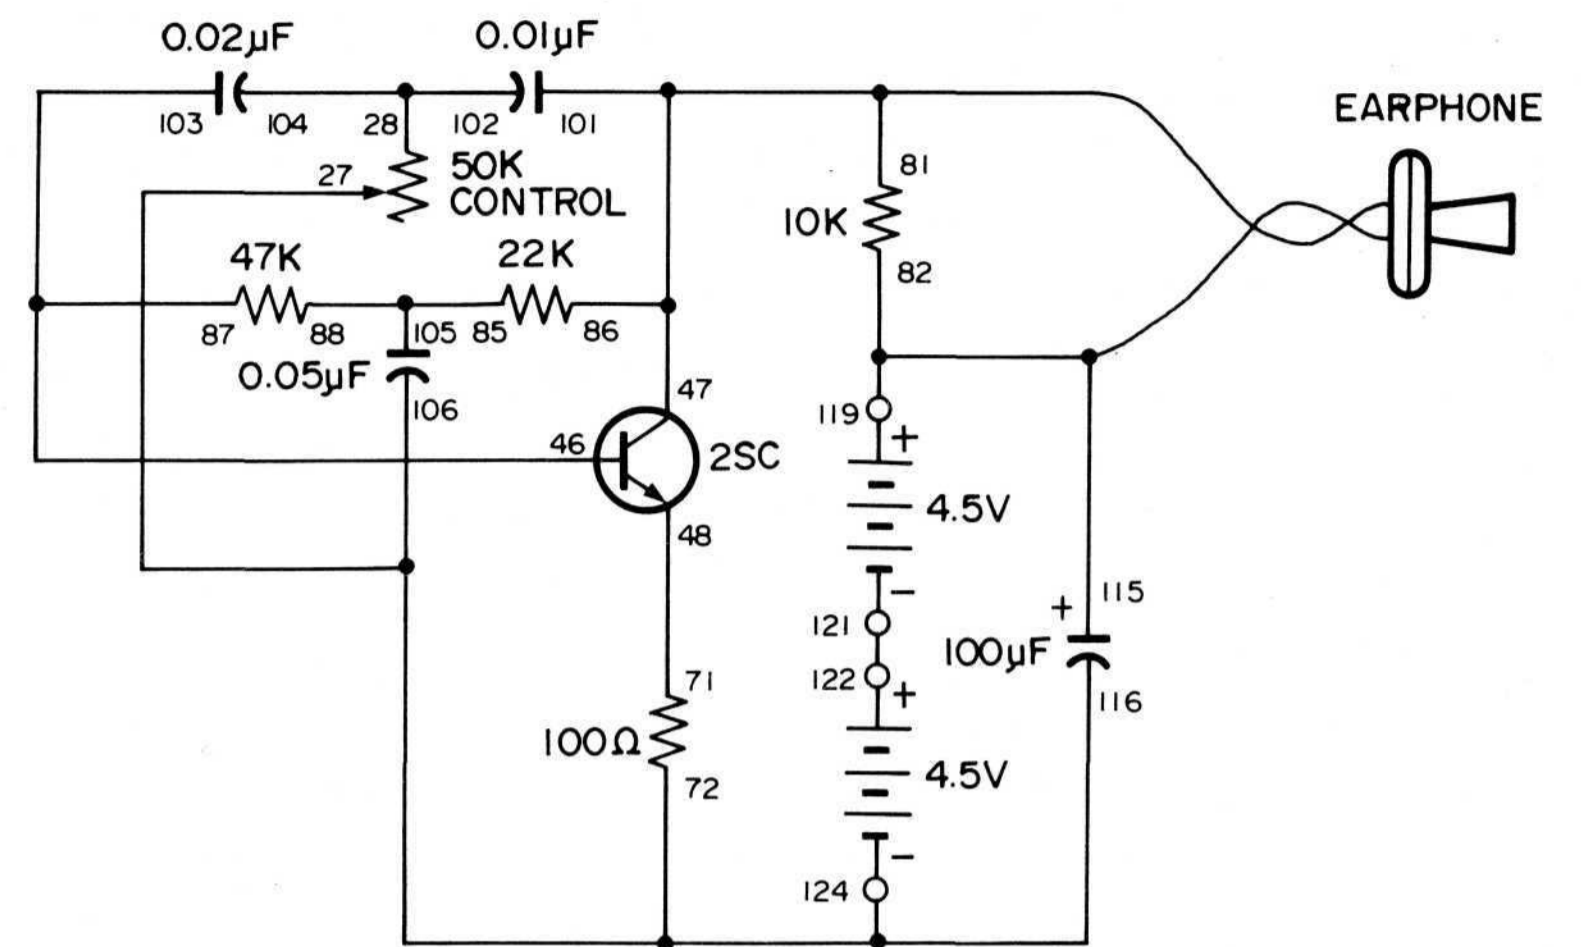 0.02µF
0.01µF
103
104
28
102
101
EARPHONE
27
50K
CONTROL
81
10K
82
47K
22K
87
88
105
85
86
0.05µF
106
47
46
2SC
48
119
+
4.5V
−
121
122
+
115
+
100µF
116
71
100Ω
72
4.5V
−
124